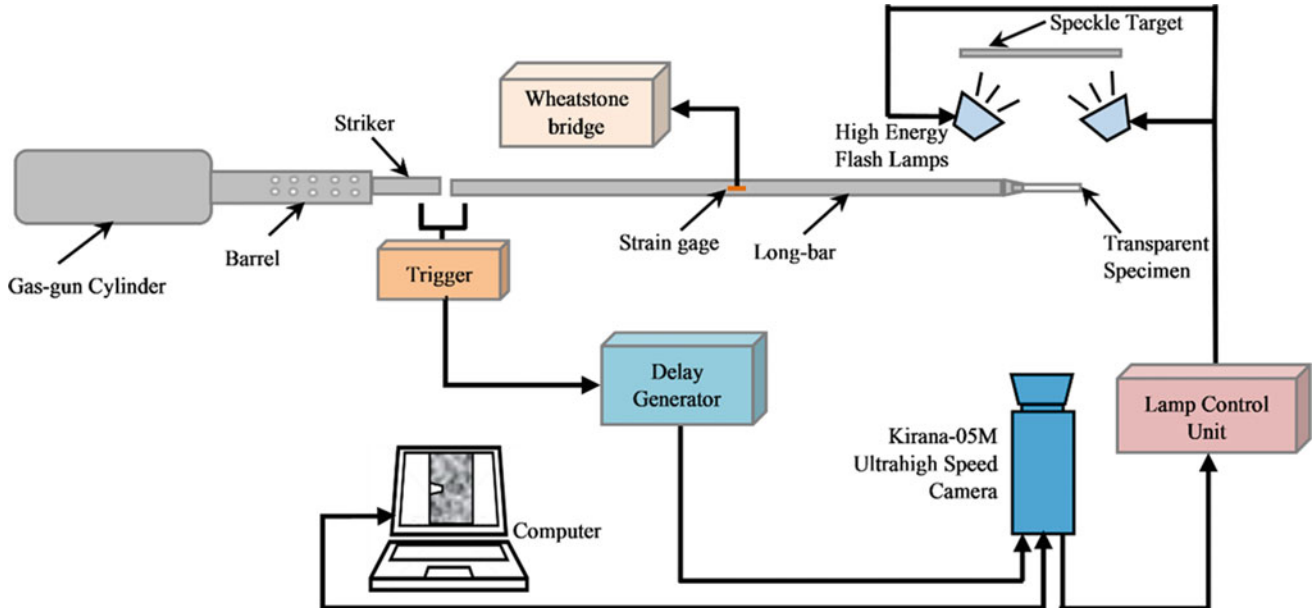 Speckle Target
Wheatstone
bridge
Striker
High Energy
Flash Lamps
Strain gage
Long-bar
Transparent
Specimen
Barrel
Gas-gun Cylinder
Trigger
Delay
Generator
Lamp Control
Unit
Kirana-05M
Ultrahigh Speed
Camera
Computer